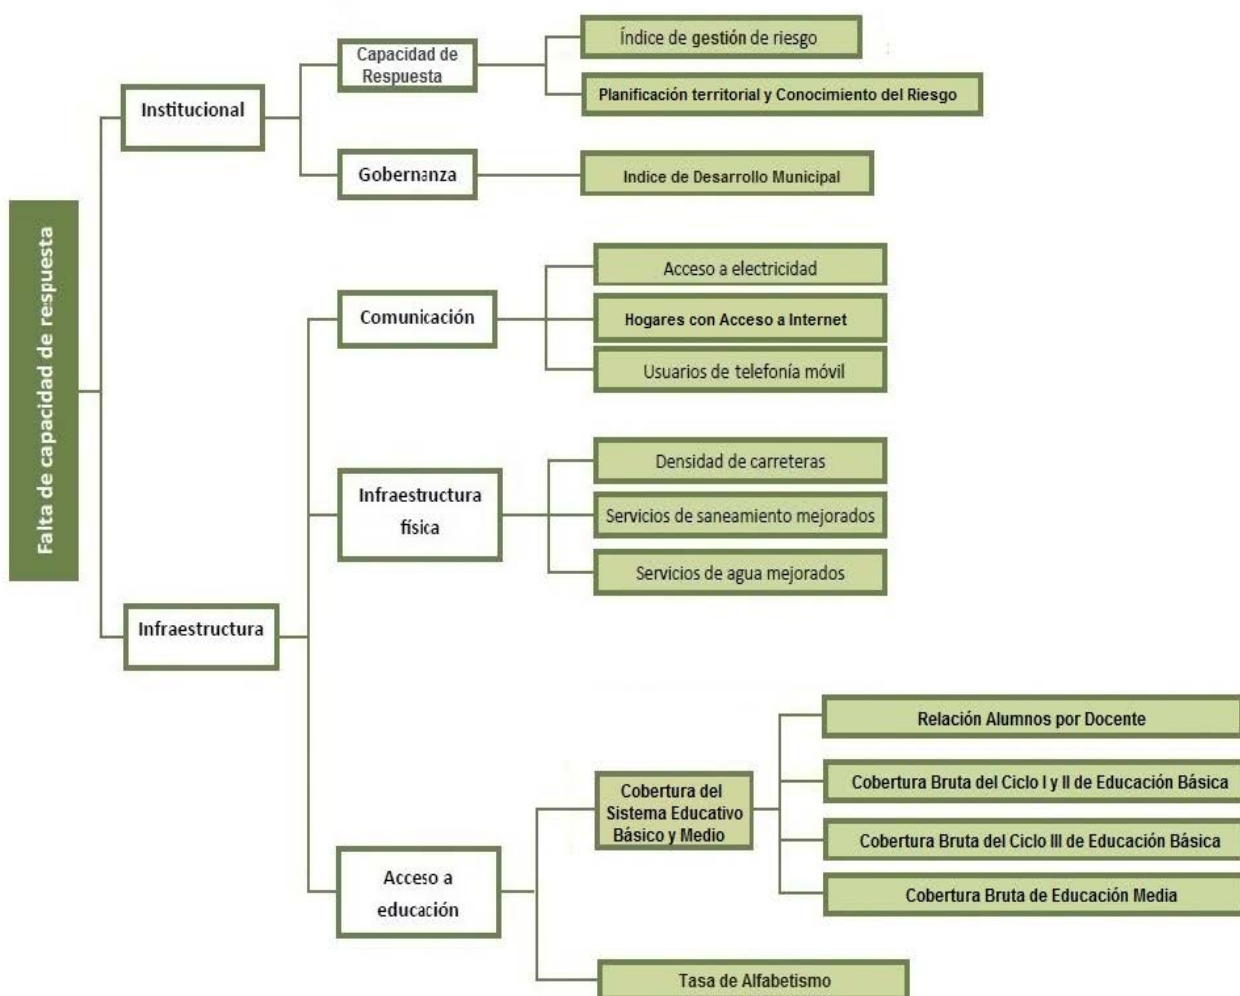 Falta de capacidad de respuesta
Institucional
Capacidad de
Respuesta
Índice de gestión de riesgo
Planificación territorial y Conocimiento del Riesgo
Gobernanza
Indice de Desarrollo Municipal
Infraestructura
Comunicación
Acceso a electricidad
Hogares con Acceso a Internet
Usuarios de telefonía móvil
Infraestructura
física
Densidad de carreteras
Servicios de saneamiento mejorados
Servicios de agua mejorados
Acceso a
educación
Cobertura del
Sistema Educativo
Básico y Medio
Relación Alumnos por Docente
Cobertura Bruta del Ciclo I y II de Educación Básica
Cobertura Bruta del Ciclo III de Educación Básica
Cobertura Bruta de Educación Media
Tasa de Alfabetismo